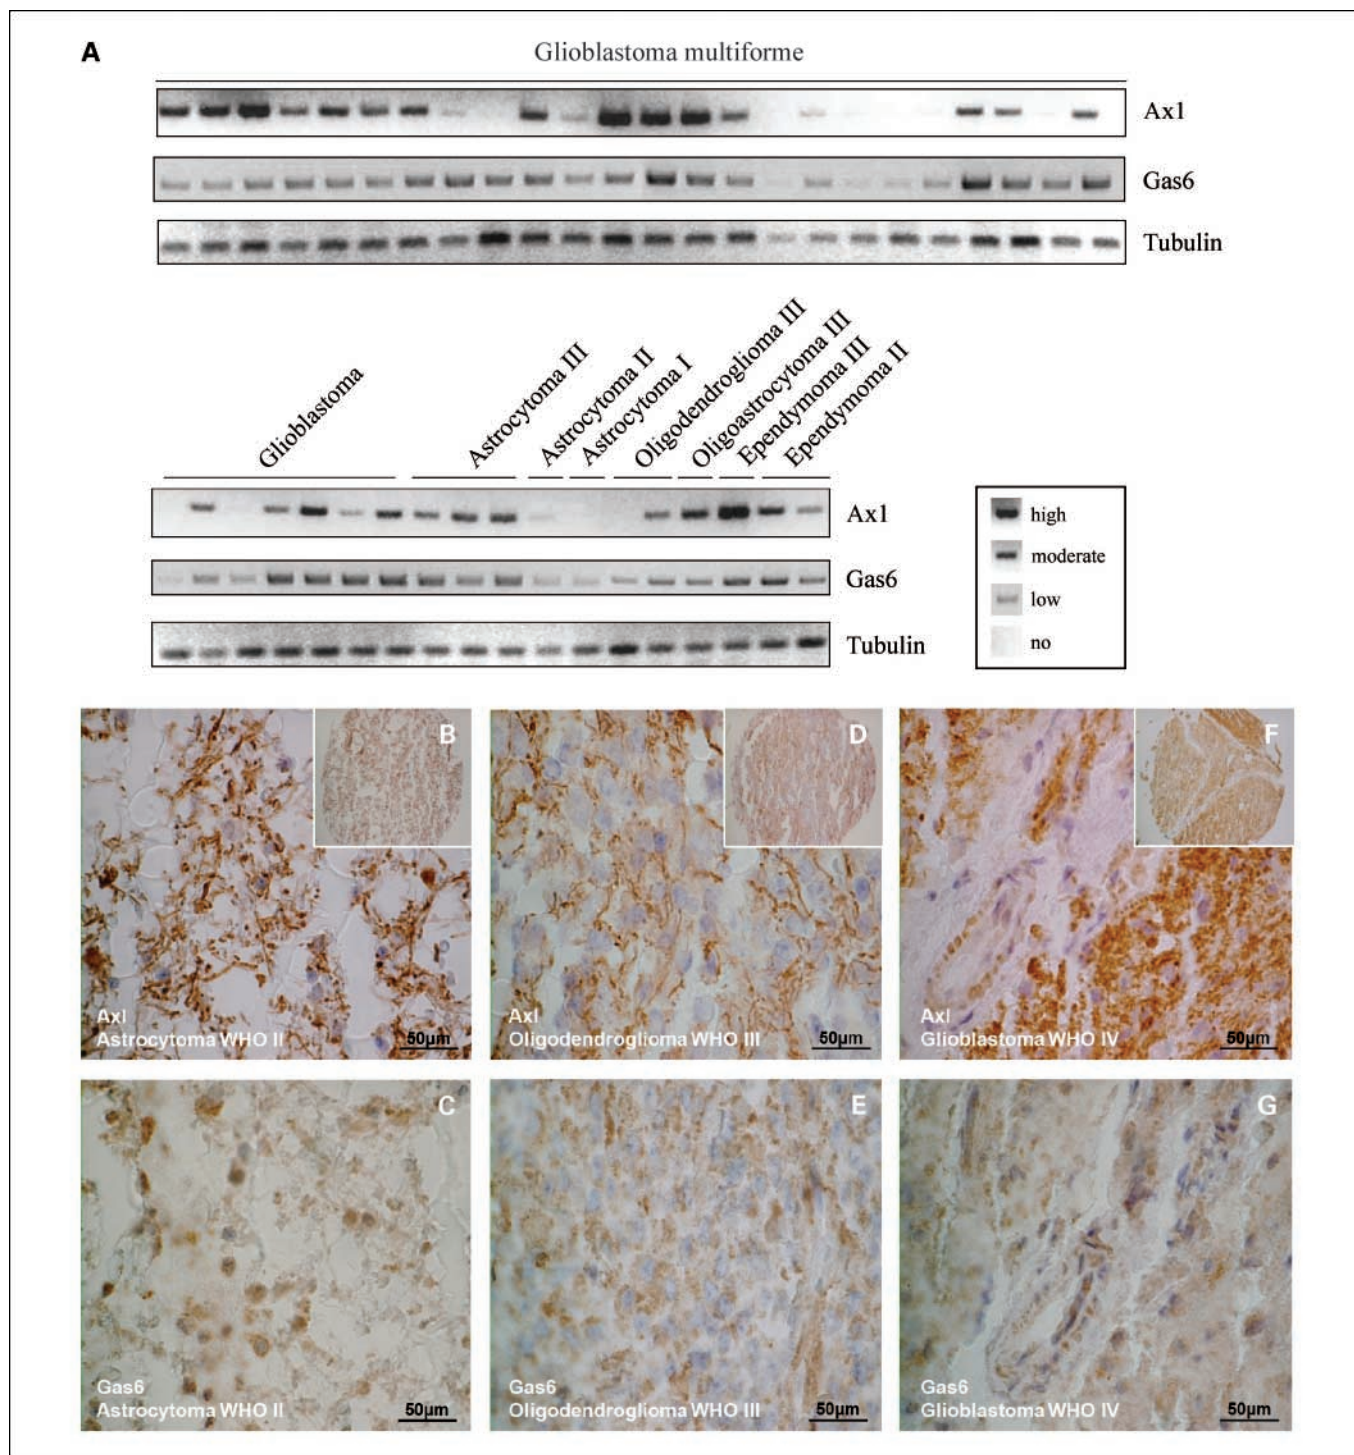 A
Glioblastoma multiforme
Ax1
Gas6
Tubulin
Glioblastoma
Astrocytoma III
Astrocytoma II
Astrocytoma I
Oligodendroglioma III
Oligoastrocytoma III
Ependymoma III
Ependymoma II
Ax1
Gas6
Tubulin
high
moderate
low
no
B
Axl
Astrocytoma WHO II
50µm
D
Axl
Oligodendroglioma WHO III
50µm
F
Axl
Glioblastoma WHO IV
50µm
C
Gas6
Astrocytoma WHO II
50µm
E
Gas6
Oligodendroglioma WHO III
50µm
G
Gas6
Glioblastoma WHO IV
50µm